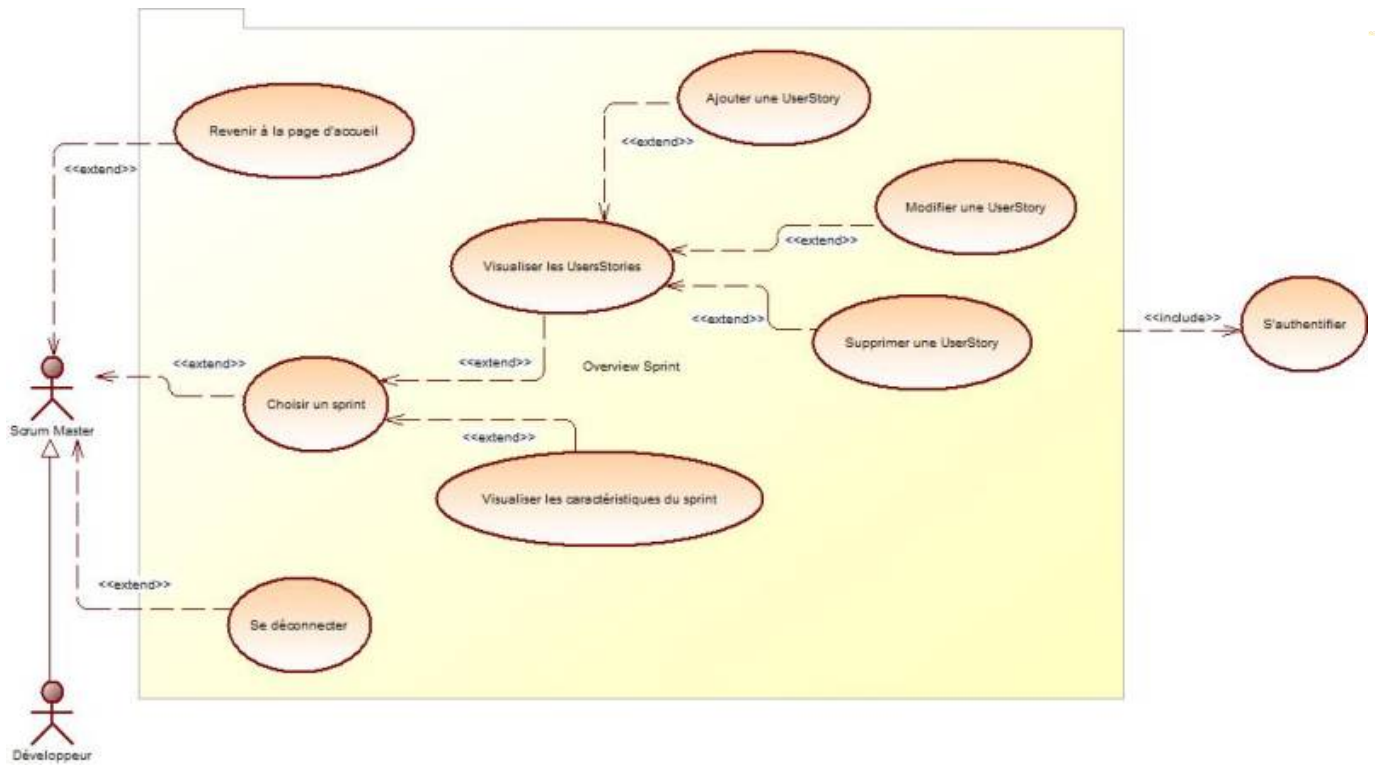 Ajouter une UserStory
Revenir à la page d'accueil
<<extend>>
<<extend>>
Modifier une UserStory
<<extend>>
Visualiser les UsersStories
<<extend>>
S'authentifier
<<include>>
Supprimer une UserStory
<<extend>>
<<extend>>
Overview Sprint
Choisir un sprint
Scrum Master
<<extend>>
Visualiser les caractéristiques du sprint
<<extend>>
Se déconnecter
Développeur